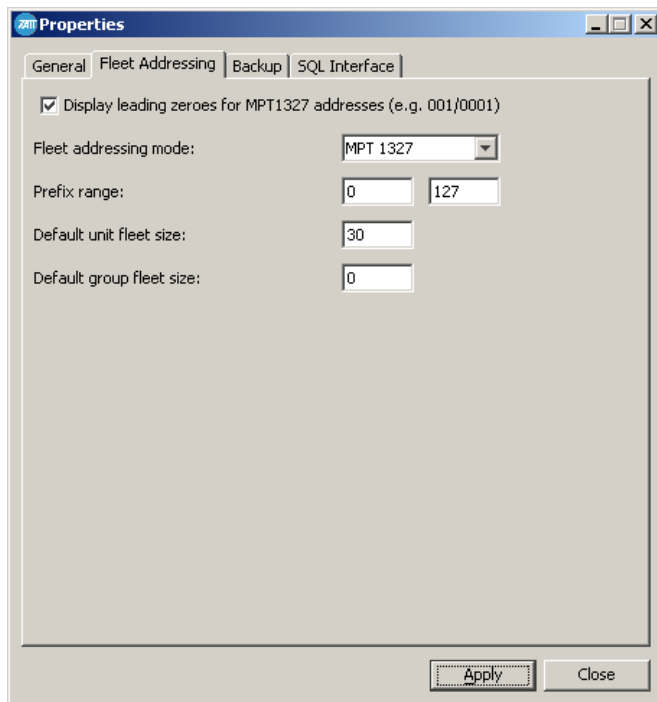 TAIT Properties
General Fleet Addressing Backup SQL Interface
Display leading zeroes for MPT1327 addresses (e.g. 001/0001)
Fleet addressing mode: MPT 1327
Prefix range: 0 127
Default unit fleet size: 30
Default group fleet size: 0
Apply Close